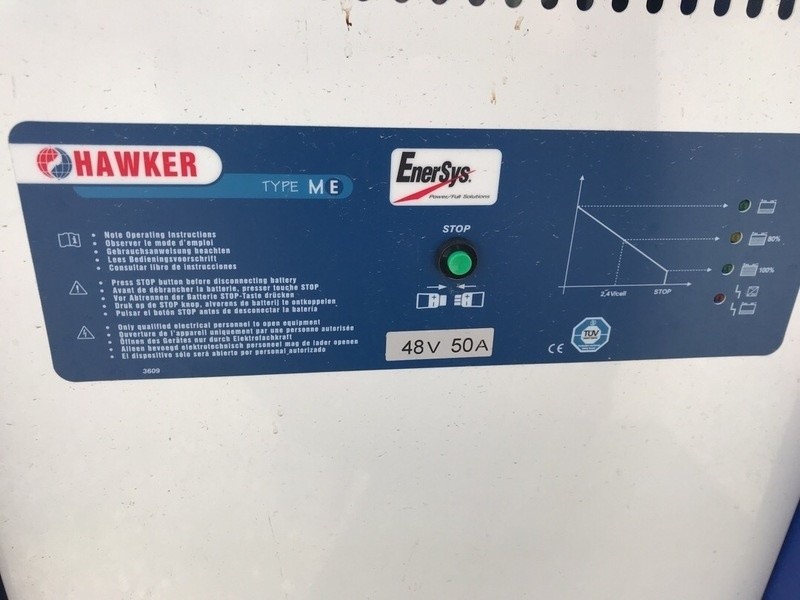 HAWKER
TYPE ME
EnerSys.
Power/Full Solutions
STOP
• Note Operating Instructions
• Observer le mode d'emploi
• Gebrauchsanweisung beachten
• Lees Bedieningsvoorschrift
• Consultar libro de instrucciones
• Press STOP button before disconnecting battery
• Avant de débrancher la batterie, presser touche STOP
• Vor Abtrennen der Batterie STOP-Taste drücken
• Druk op de STOP knop, alvorens de batterij te ontkoppelen
• Pulsar el botón STOP antes de desconectar la batería
• Only qualified electrical personnel to open equipment
• Ouverture de l'appareil uniquement par une personne autorisée
• Öffnen des Gerätes nur durch Elektrofachkraft
• Alleen bevoegd elektrotechnisch personeel mag de lader openen
• El dispositivo sólo será abierto por personal autorizado
3609
48V 50A
80%
100%
2,4V/cell
STOP
CE
TÜV